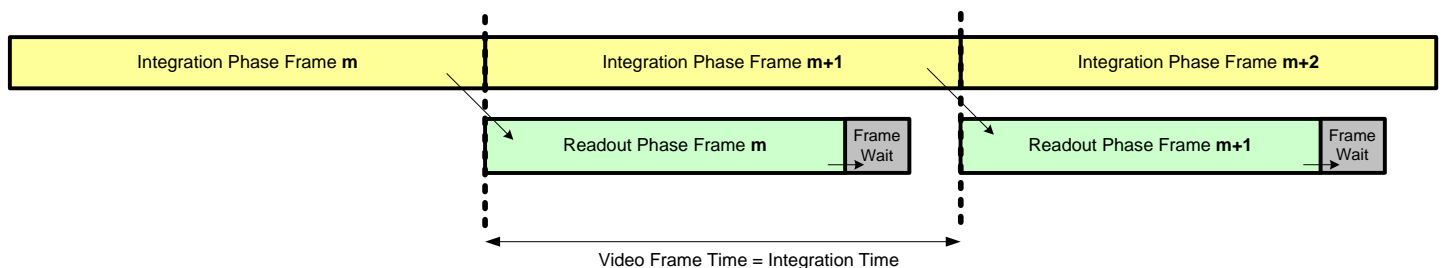 Integration Phase Frame m
Integration Phase Frame m+1
Integration Phase Frame m+2
Readout Phase Frame m
Frame
Wait
Readout Phase Frame m+1
Frame
Wait
Video Frame Time = Integration Time